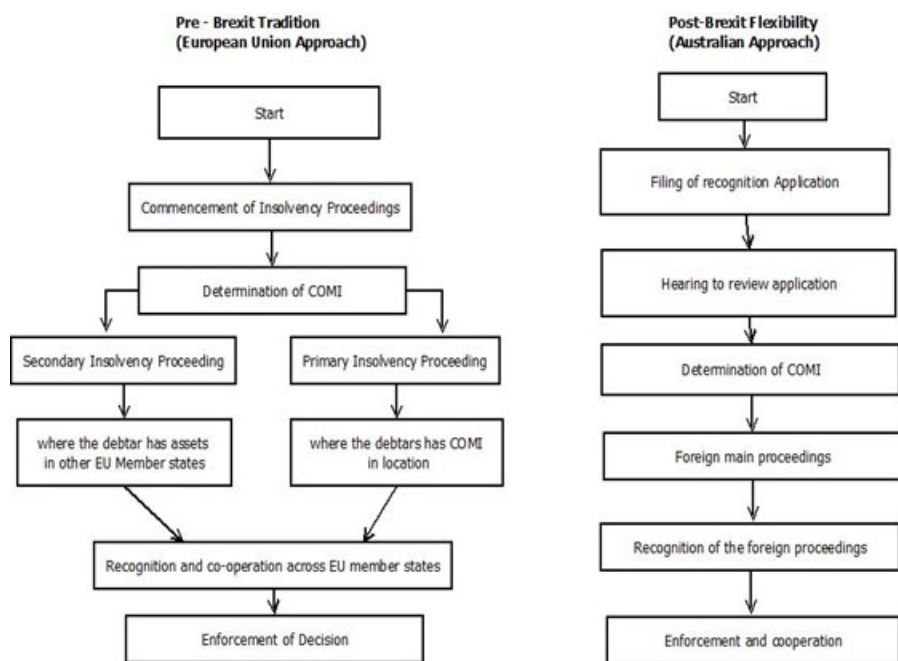 Pre - Brexit Tradition
(European Union Approach)
Start
Commencement of Insolvency Proceedings
Determination of COMI
Secondary Insolvency Proceeding
Primary Insolvency Proceeding
where the debtar has assets
in other EU Member states
where the debtars has COMI
in location
Recognition and co-operation across EU member states
Enforcement of Decision
Post-Brexit Flexibility
(Australian Approach)
Start
Filing of recognition Application
Hearing to review application
Determination of COMI
Foreign main proceedings
Recognition of the foreign proceedings
Enforcement and cooperation